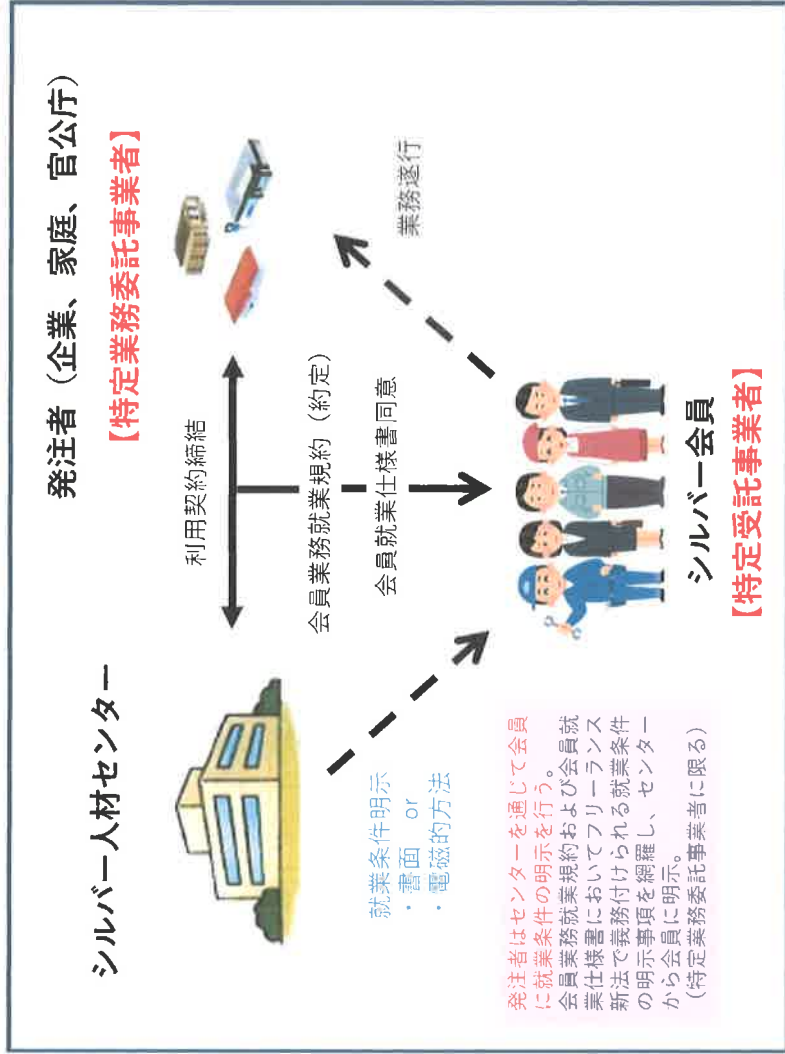 シルバー人材センター
発注者（企業、家庭、官公庁）
【特定業務委託事業者】
利用契約締結
会員業務就業規約（約定）
会員就業仕様書同意
業務遂行
就業条件明示
・書面　or
・電磁的方法
シルバー会員
【特定受託事業者】
発注者はセンターを通じて会員
に就業条件の明示を行う。
会員業務就業規約および会員就
業仕様書においてフリーランス
新法で義務付けられる就業条件
の明示事項を網羅し、センター
から会員に明示。
（特定業務委託事業者に限る）